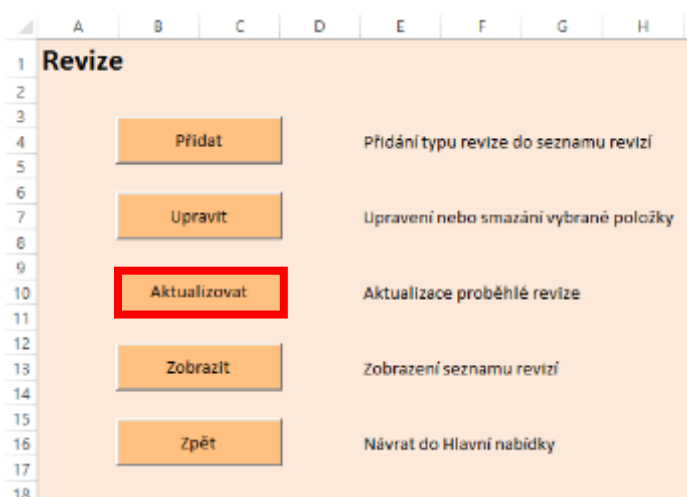 A B C D E F G H
1 Revize
2
3
4 Přidat Přidání typu revize do seznamu revizí
5
6
7 Upravit Upravení nebo smazání vybrané položky
8
9
10 Aktualizovat Aktualizace proběhlé revize
11
12
13 Zobrazit Zobrazení seznamu revizí
14
15
16 Zpět Návrat do Hlavní nabídky
17
18